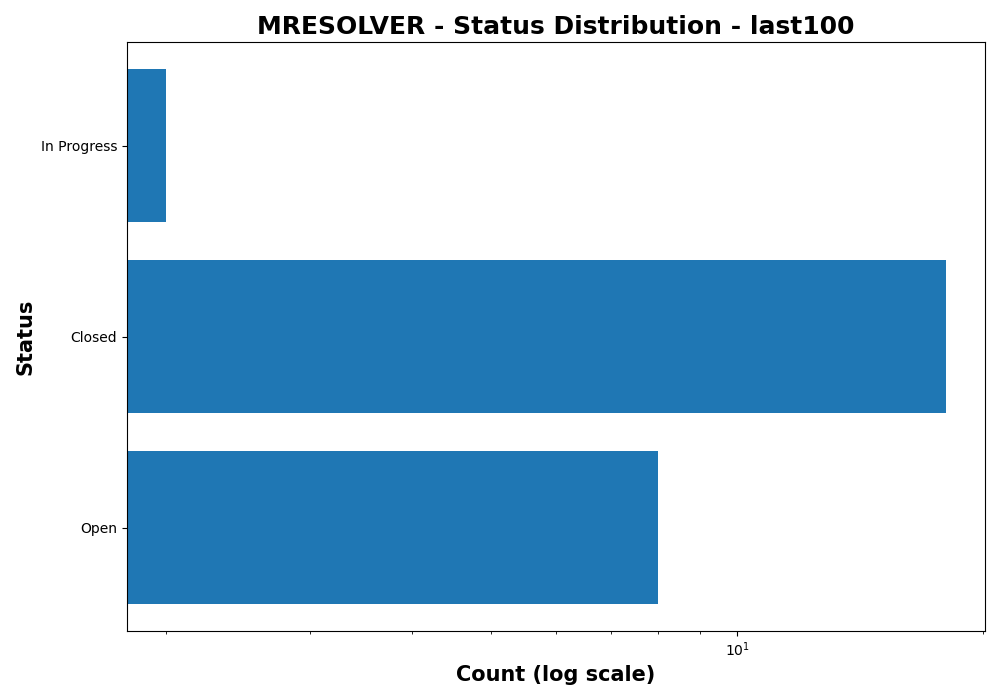 MRESOLVER - Status Distribution - last100
In Progress
Closed
Open
Status
10¹
Count (log scale)